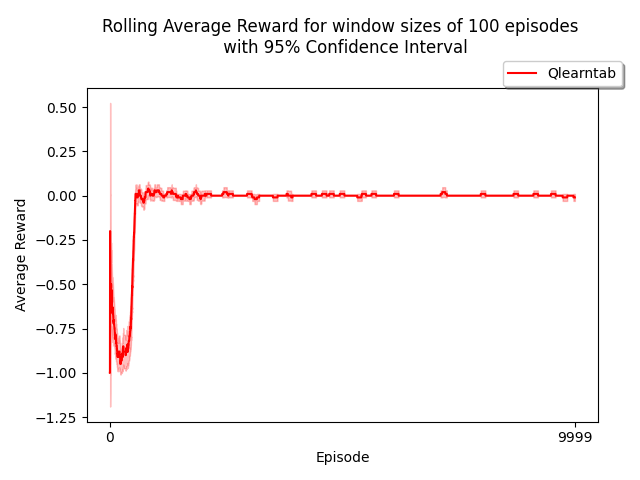 Rolling Average Reward for window sizes of 100 episodes
with 95% Confidence Interval
Qlearntab
0.50
0.25
0.00
−0.25
−0.50
−0.75
−1.00
−1.25
Average Reward
0
9999
Episode